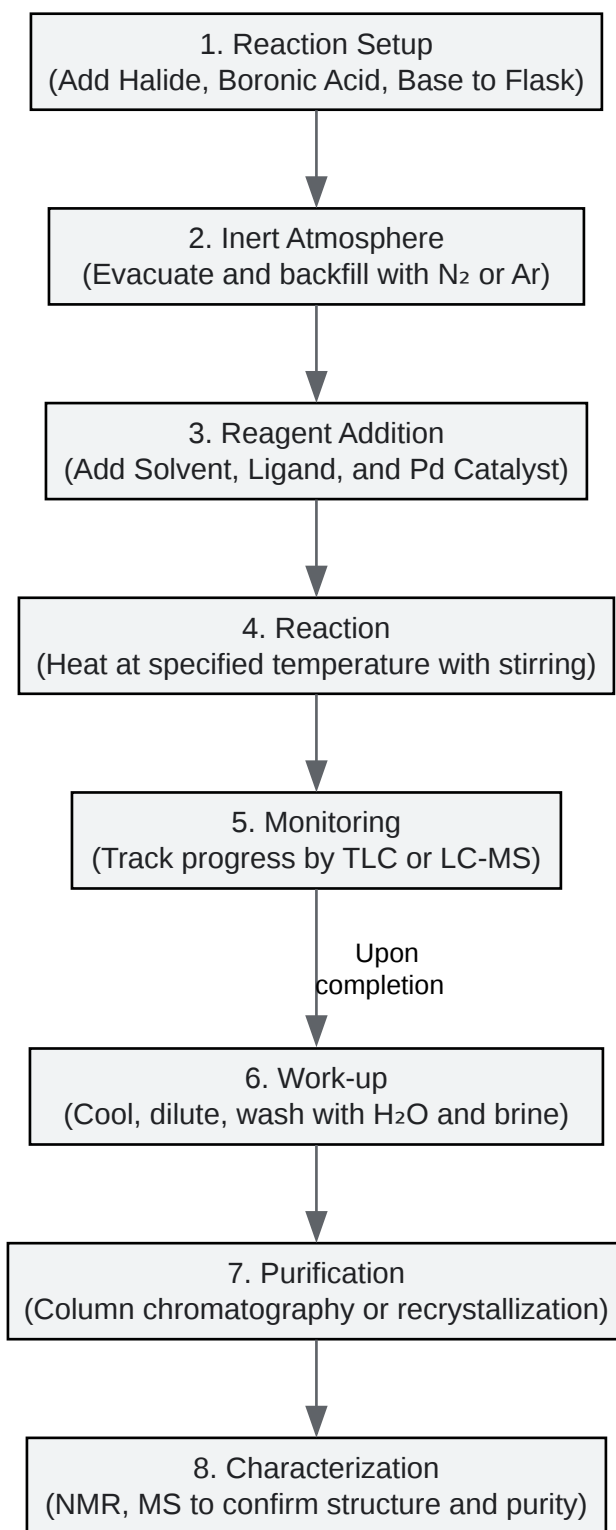 1. Reaction Setup
(Add Halide, Boronic Acid, Base to Flask)
2. Inert Atmosphere
(Evacuate and backfill with N₂ or Ar)
3. Reagent Addition
(Add Solvent, Ligand, and Pd Catalyst)
4. Reaction
(Heat at specified temperature with stirring)
5. Monitoring
(Track progress by TLC or LC-MS)
Upon
completion
6. Work-up
(Cool, dilute, wash with H₂O and brine)
7. Purification
(Column chromatography or recrystallization)
8. Characterization
(NMR, MS to confirm structure and purity)